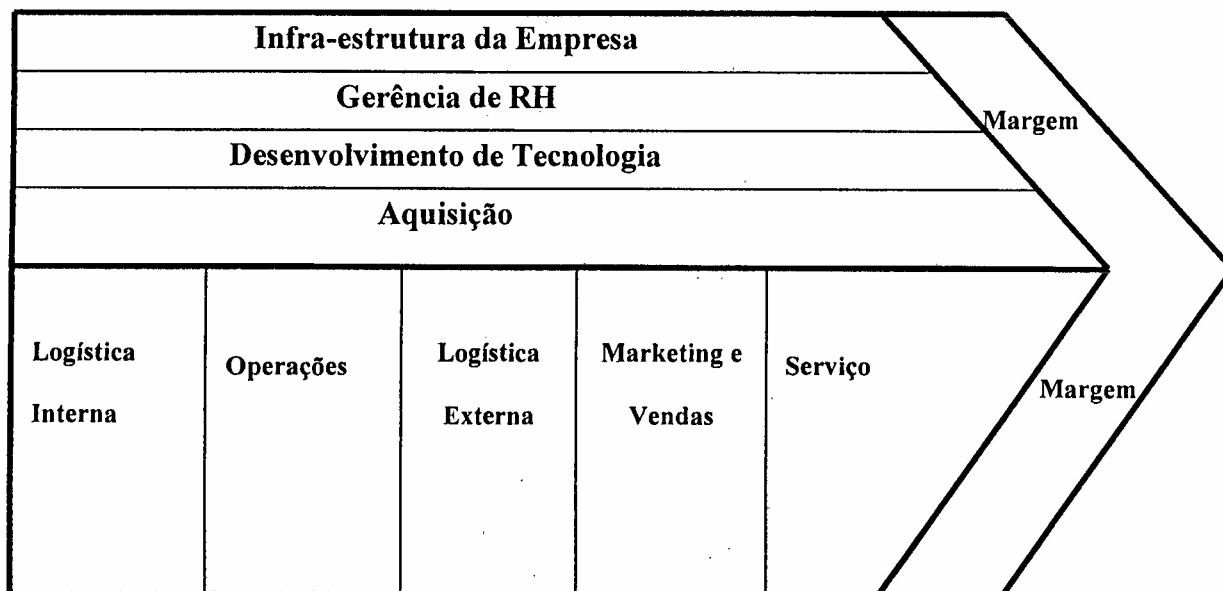 Infra-estrutura da Empresa
Gerência de RH
Desenvolvimento de Tecnologia
Aquisição
Margem
Logística
Interna
Operações
Logística
Externa
Marketing e
Vendas
Serviço
Margem